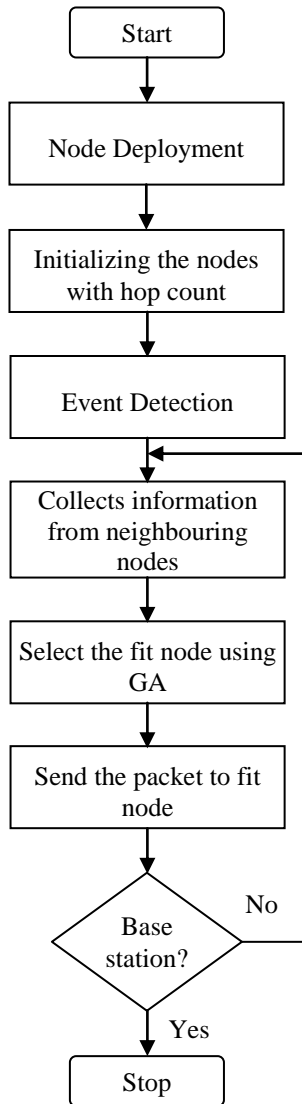 Start
Node Deployment
Initializing the nodes
with hop count
Event Detection
Collects information
from neighbouring
nodes
Select the fit node using
GA
Send the packet to fit
node
Base
station?
No
Yes
Stop